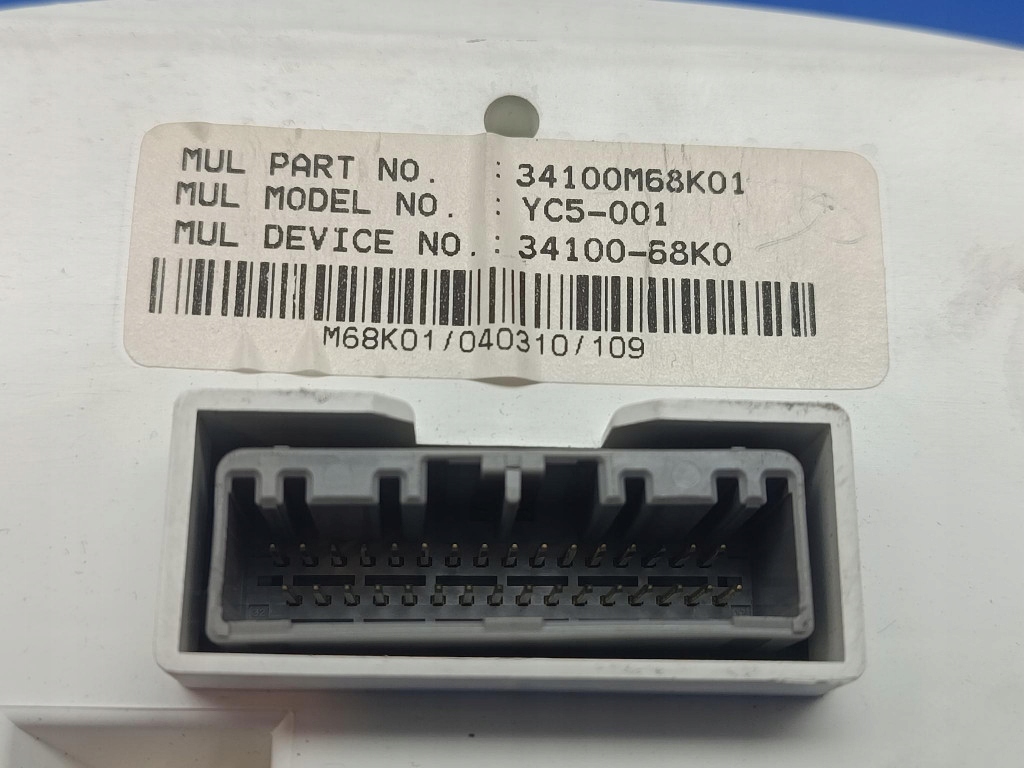 MUL PART NO. : 34100M68K01
MUL MODEL NO. : YC5-001
MUL DEVICE NO.: 34100-68K0
M68K01/040310/109